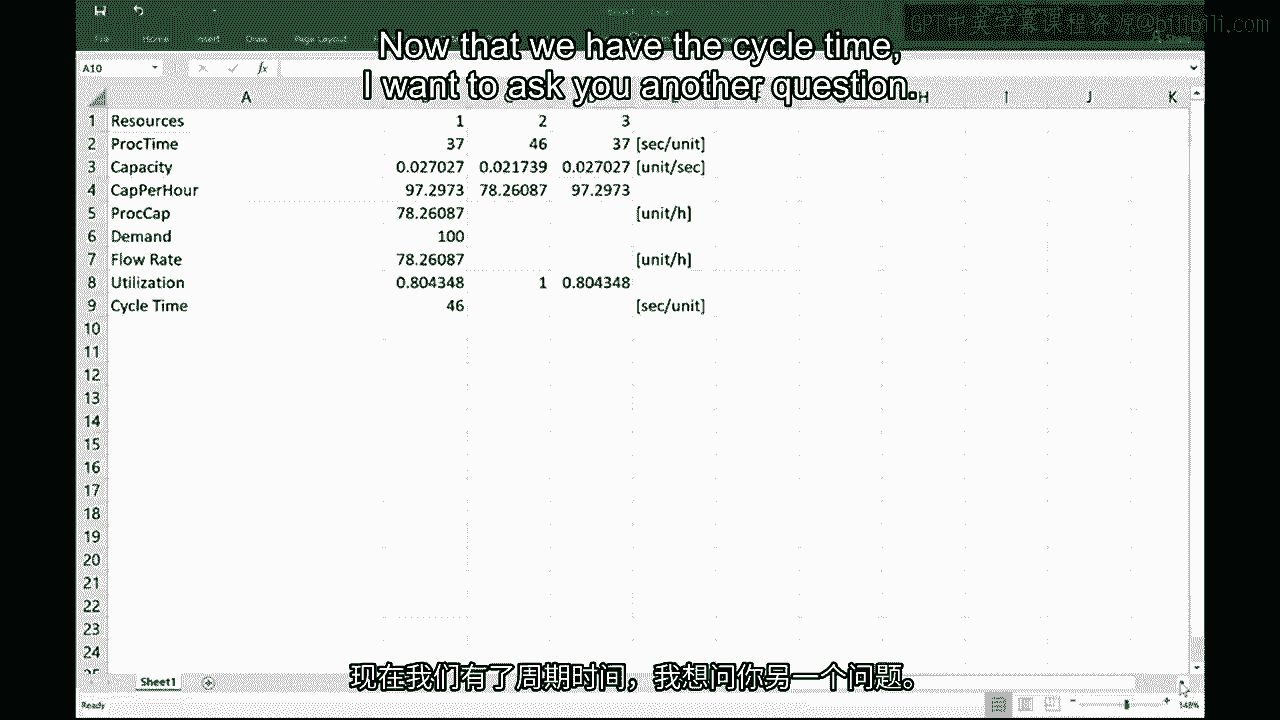 GPT中英字幕课程资源@bilibili.com
File Home Insert Draw Page Layout
Now that we have the cycle time,
I want to ask you another question.
A10 fx
A H I J K
1 Resources 1 2 3
2 ProcTime 37 46 37 [sec/unit]
3 Capacity 0.027027 0.021739 0.027027 [unit/sec]
4 CapPerHour 97.2973 78.26087 97.2973
5 ProcCap 78.26087 [unit/h]
6 Demand 100
7 Flow Rate 78.26087 [unit/h]
8 Utilization 0.804348 1 0.804348
9 Cycle Time 46 [sec/unit]
10
11
12
13
14
15
16
17
18
19
20
21
22
23
24
现在我们有了周期时间，我想问你另一个问题。
Sheet1
Ready 148%